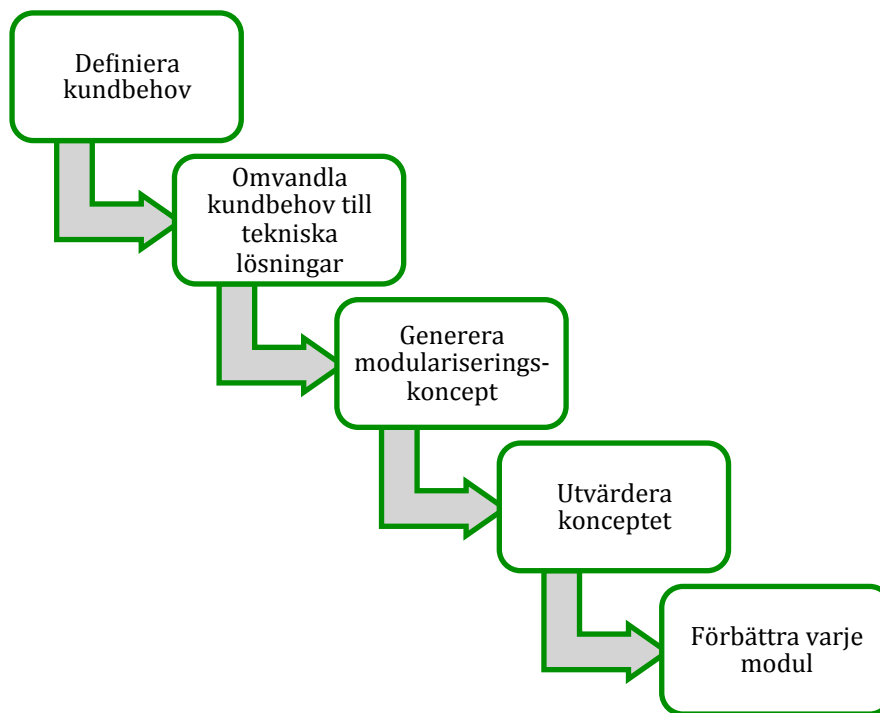 Definiera
kundbehov
Omvandla
kundbehov till
tekniska
lösningar
Generera
modulariserings-
koncept
Utvärdera
konceptet
Förbättra varje
modul